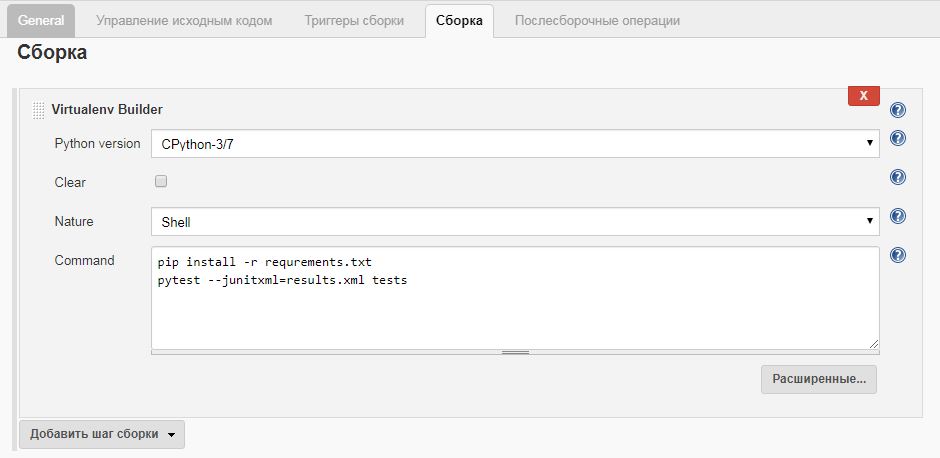 General Управление исходным кодом Триггеры сборки Сборка Послесборочные операции
Сборка
X
Virtualenv Builder
Python version CPython-3/7
Clear
Nature Shell
Command
pip install -r requrements.txt
pytest --junitxml=results.xml tests
Расширенные...
Добавить шаг сборки